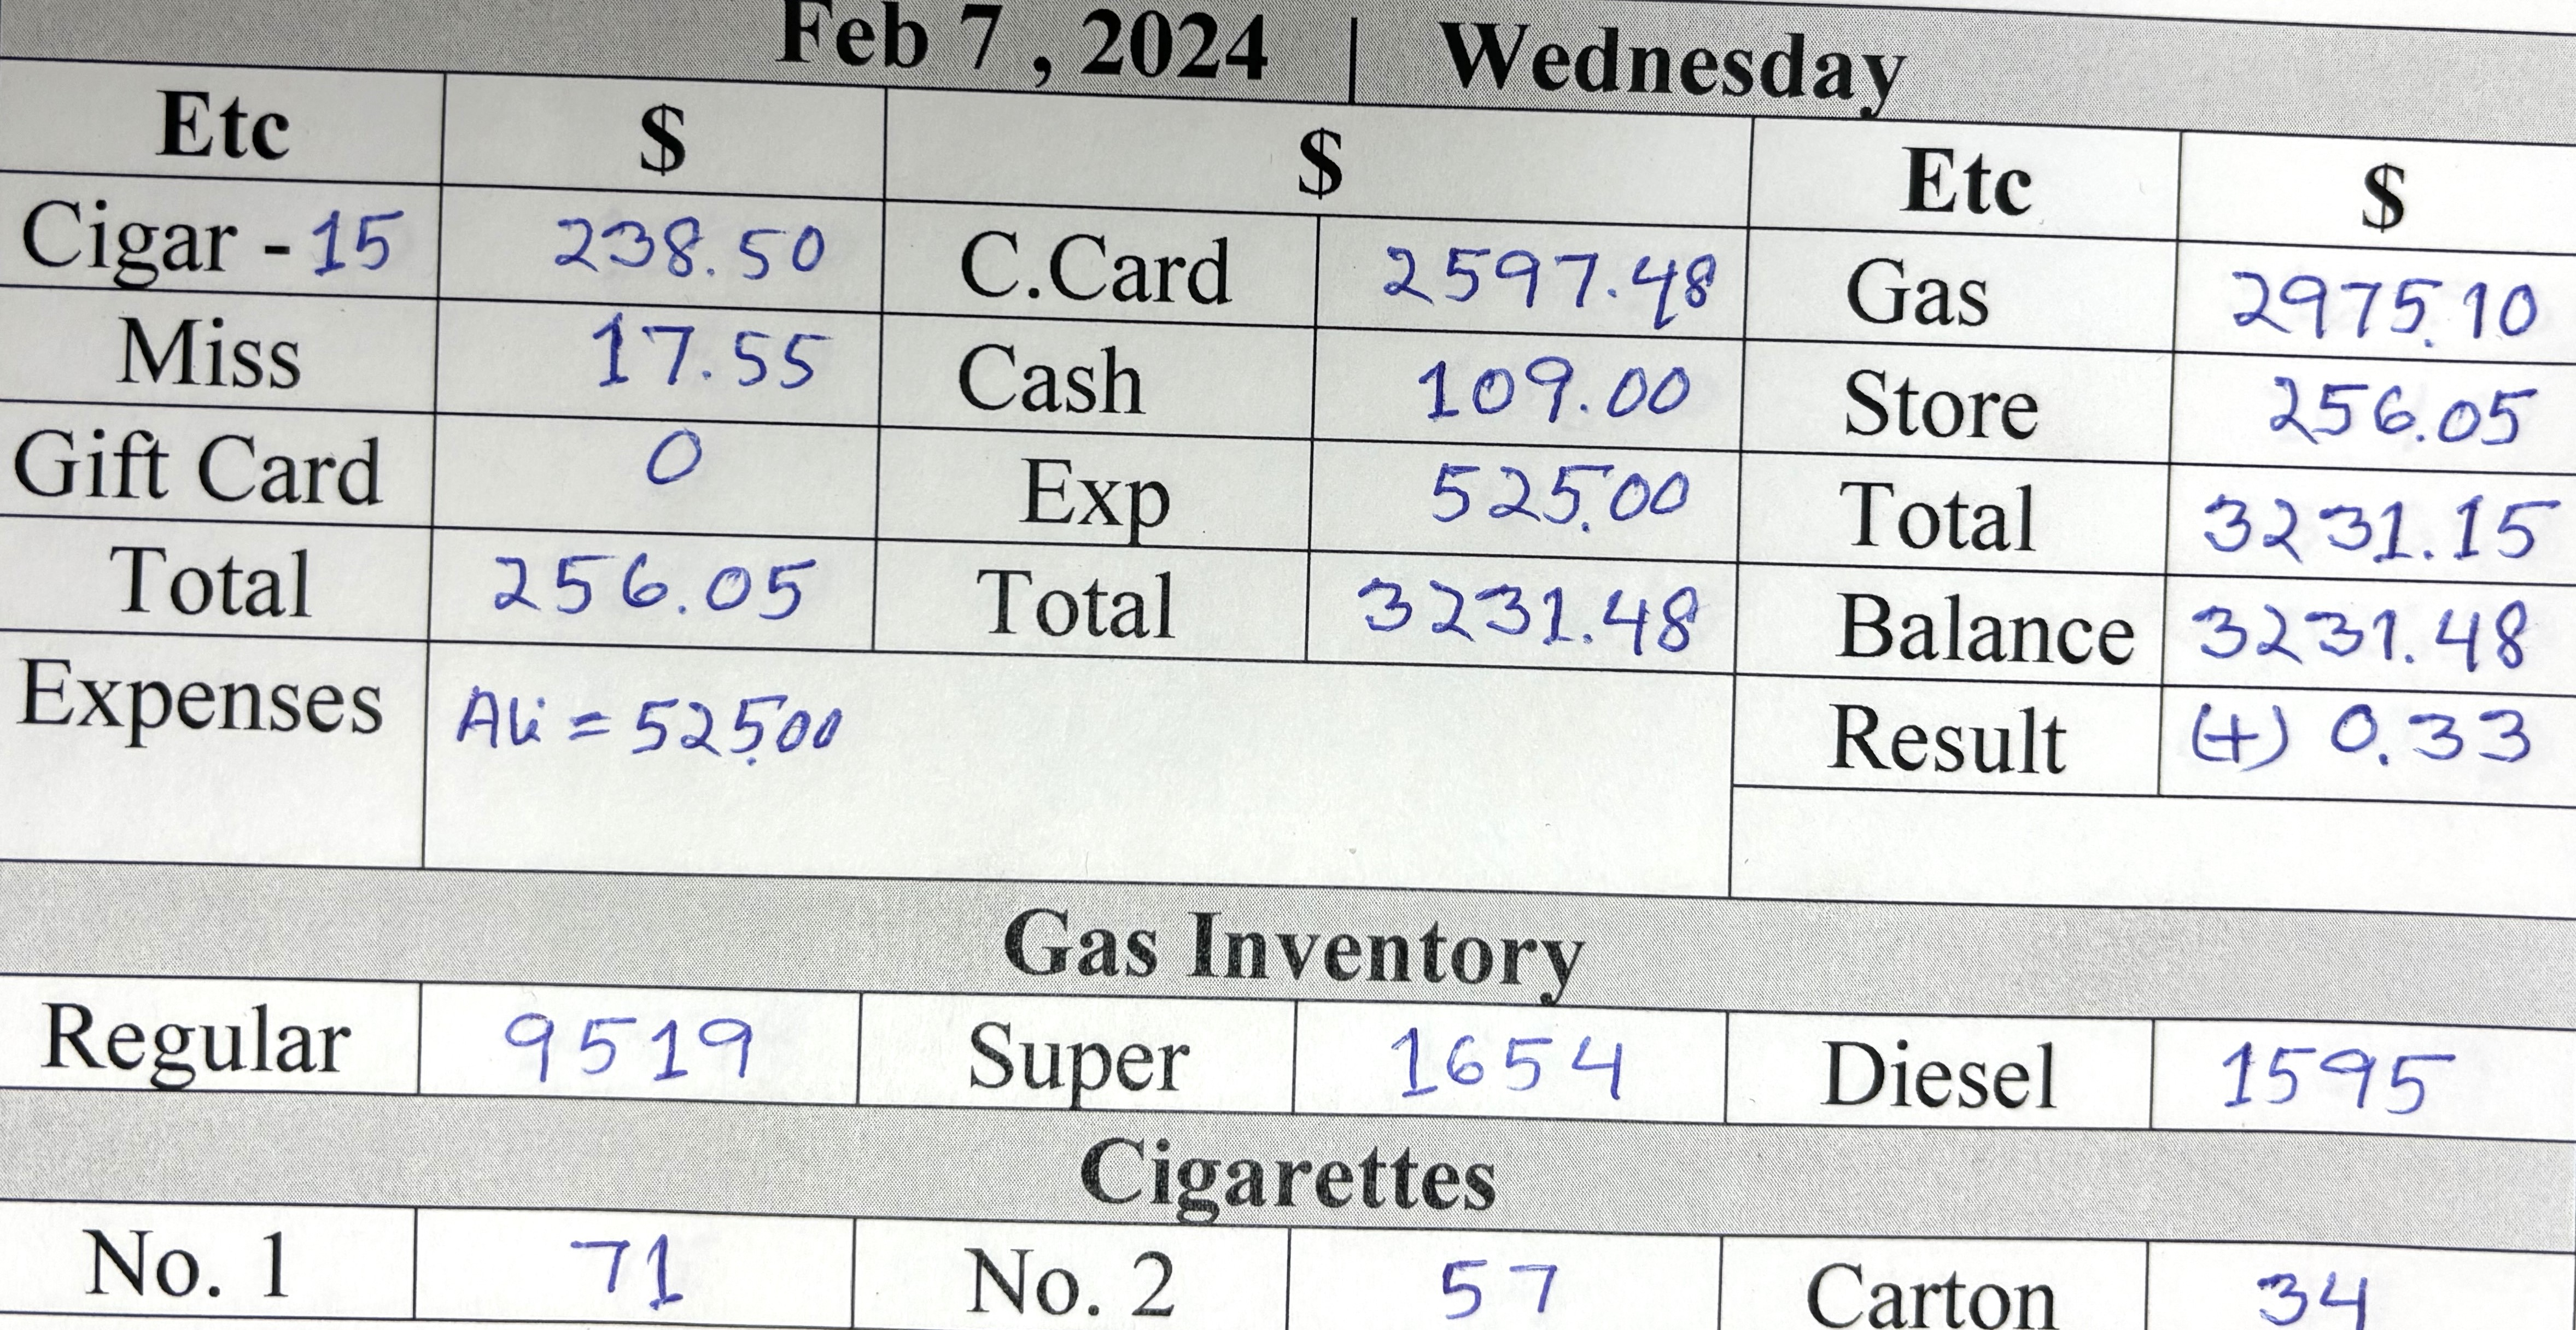 Feb 7 , 2024 | Wednesday
Etc $ $ Etc $
Cigar - 15 238.50 C.Card 2597.48 Gas 2975.10
Miss 17.55 Cash 109.00 Store 256.05
Gift Card 0 Exp 525.00 Total 3231.15
Total 256.05 Total 3231.48 Balance 3231.48
Expenses Ali = 525.00 Result (+) 0.33
Gas Inventory
Regular 9519 Super 1654 Diesel 1595
Cigarettes
No. 1 71 No. 2 57 Carton 34